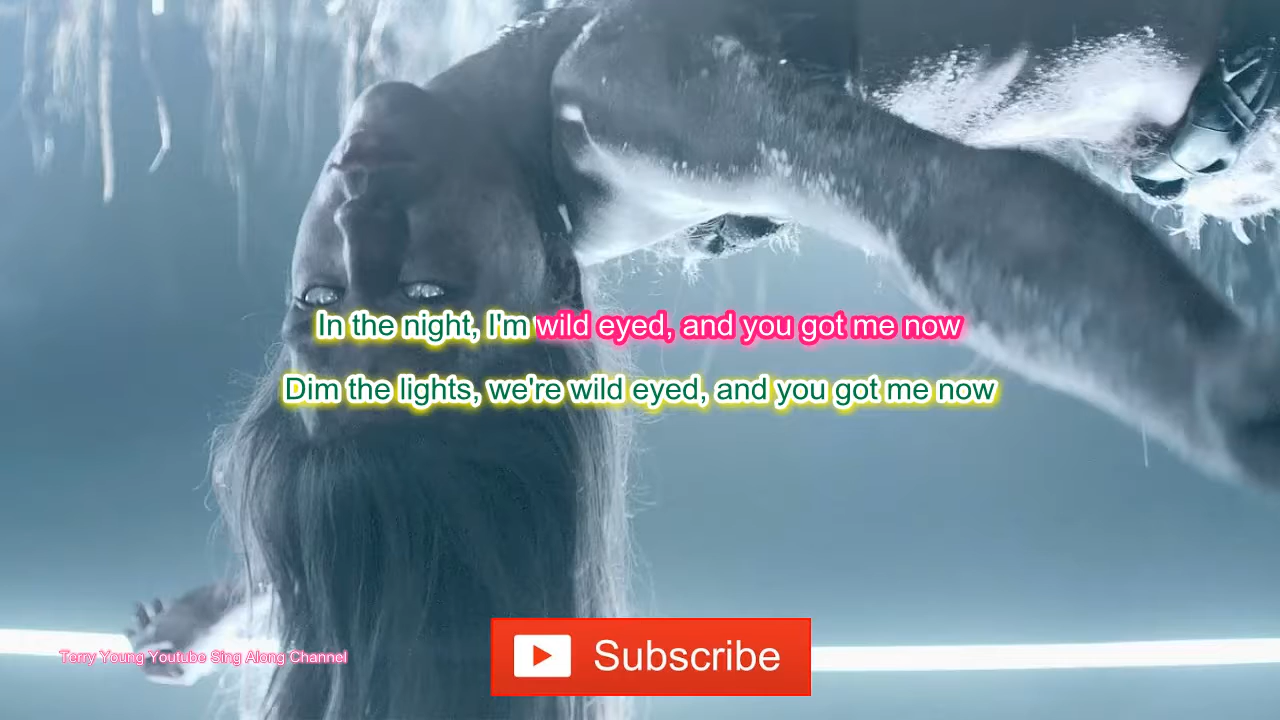 In the night, I'm wild eyed, and you got me now
Dim the lights, we're wild eyed, and you got me now
Subscribe
Terry Young Youtube Sing Along Channel